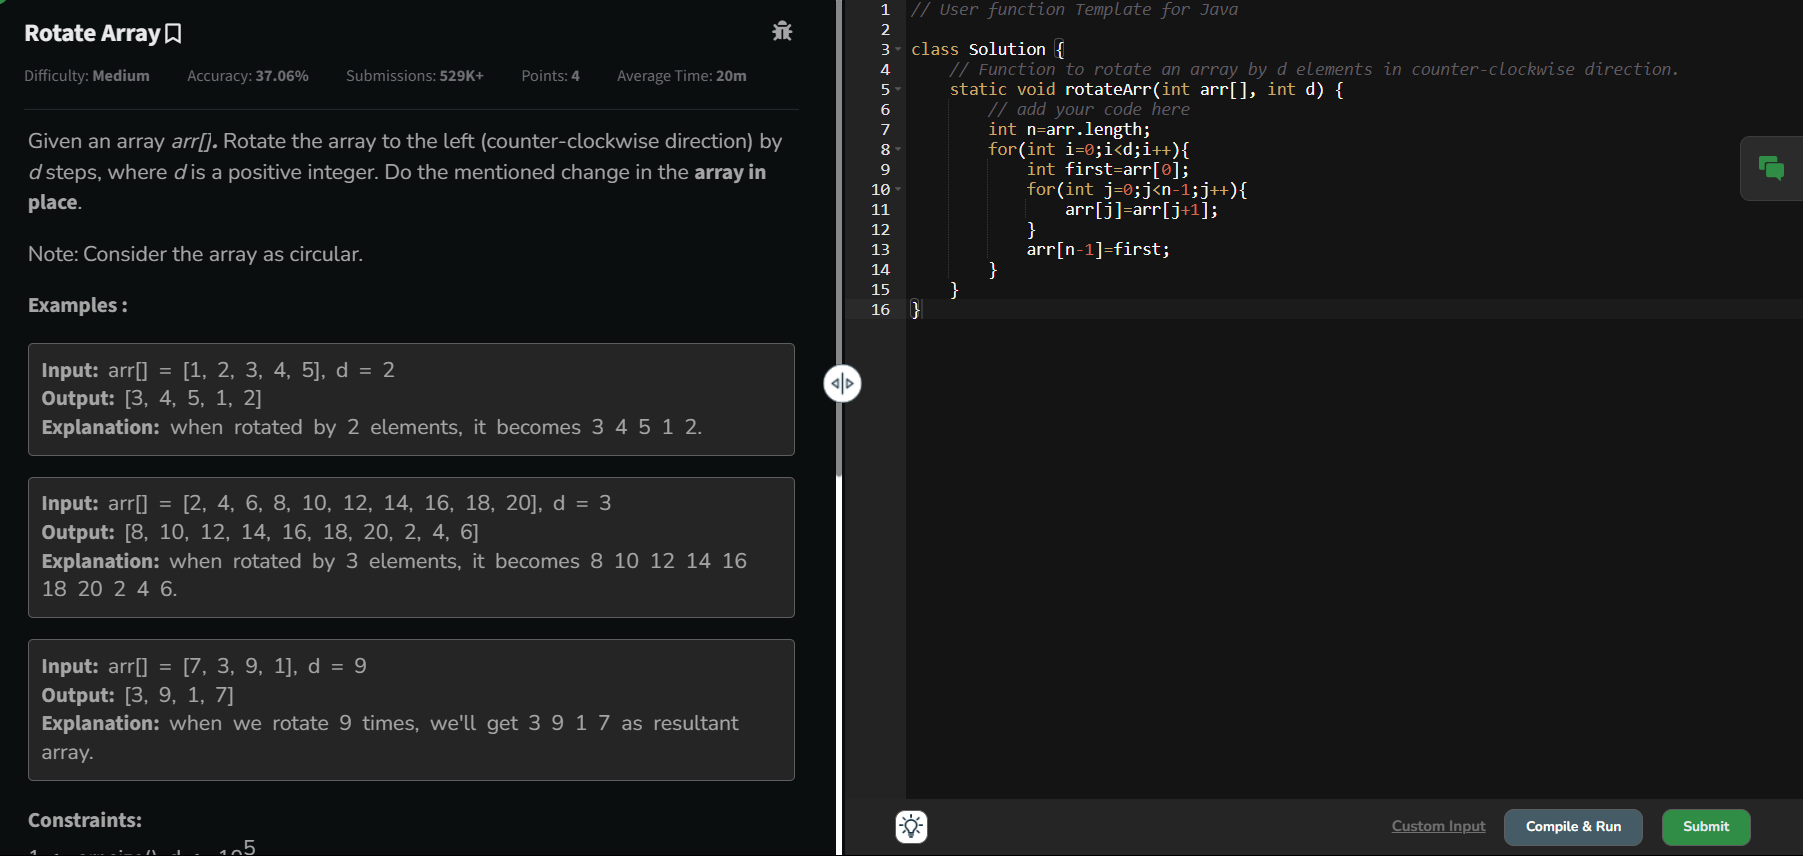 Rotate Array
Difficulty: Medium Accuracy: 37.06% Submissions: 529K+ Points: 4 Average Time: 20m
Given an array arr[]. Rotate the array to the left (counter-clockwise direction) by
d steps, where d is a positive integer. Do the mentioned change in the array in
place.
Note: Consider the array as circular.
Examples :
Input: arr[] = [1, 2, 3, 4, 5], d = 2
Output: [3, 4, 5, 1, 2]
Explanation: when rotated by 2 elements, it becomes 3 4 5 1 2.
Input: arr[] = [2, 4, 6, 8, 10, 12, 14, 16, 18, 20], d = 3
Output: [8, 10, 12, 14, 16, 18, 20, 2, 4, 6]
Explanation: when rotated by 3 elements, it becomes 8 10 12 14 16
18 20 2 4 6.
Input: arr[] = [7, 3, 9, 1], d = 9
Output: [3, 9, 1, 7]
Explanation: when we rotate 9 times, we'll get 3 9 1 7 as resultant
array.
Constraints:
1 // User function Template for Java
2
3 class Solution {
4 // Function to rotate an array by d elements in counter-clockwise direction.
5 static void rotateArr(int arr[], int d) {
6 // add your code here
7 int n=arr.length;
8 for(int i=0;i<d;i++){
9 int first=arr[0];
10 for(int j=0;j<n-1;j++){
11 arr[j]=arr[j+1];
12 }
13 arr[n-1]=first;
14 }
15 }
16 }
Custom Input
Compile & Run
Submit